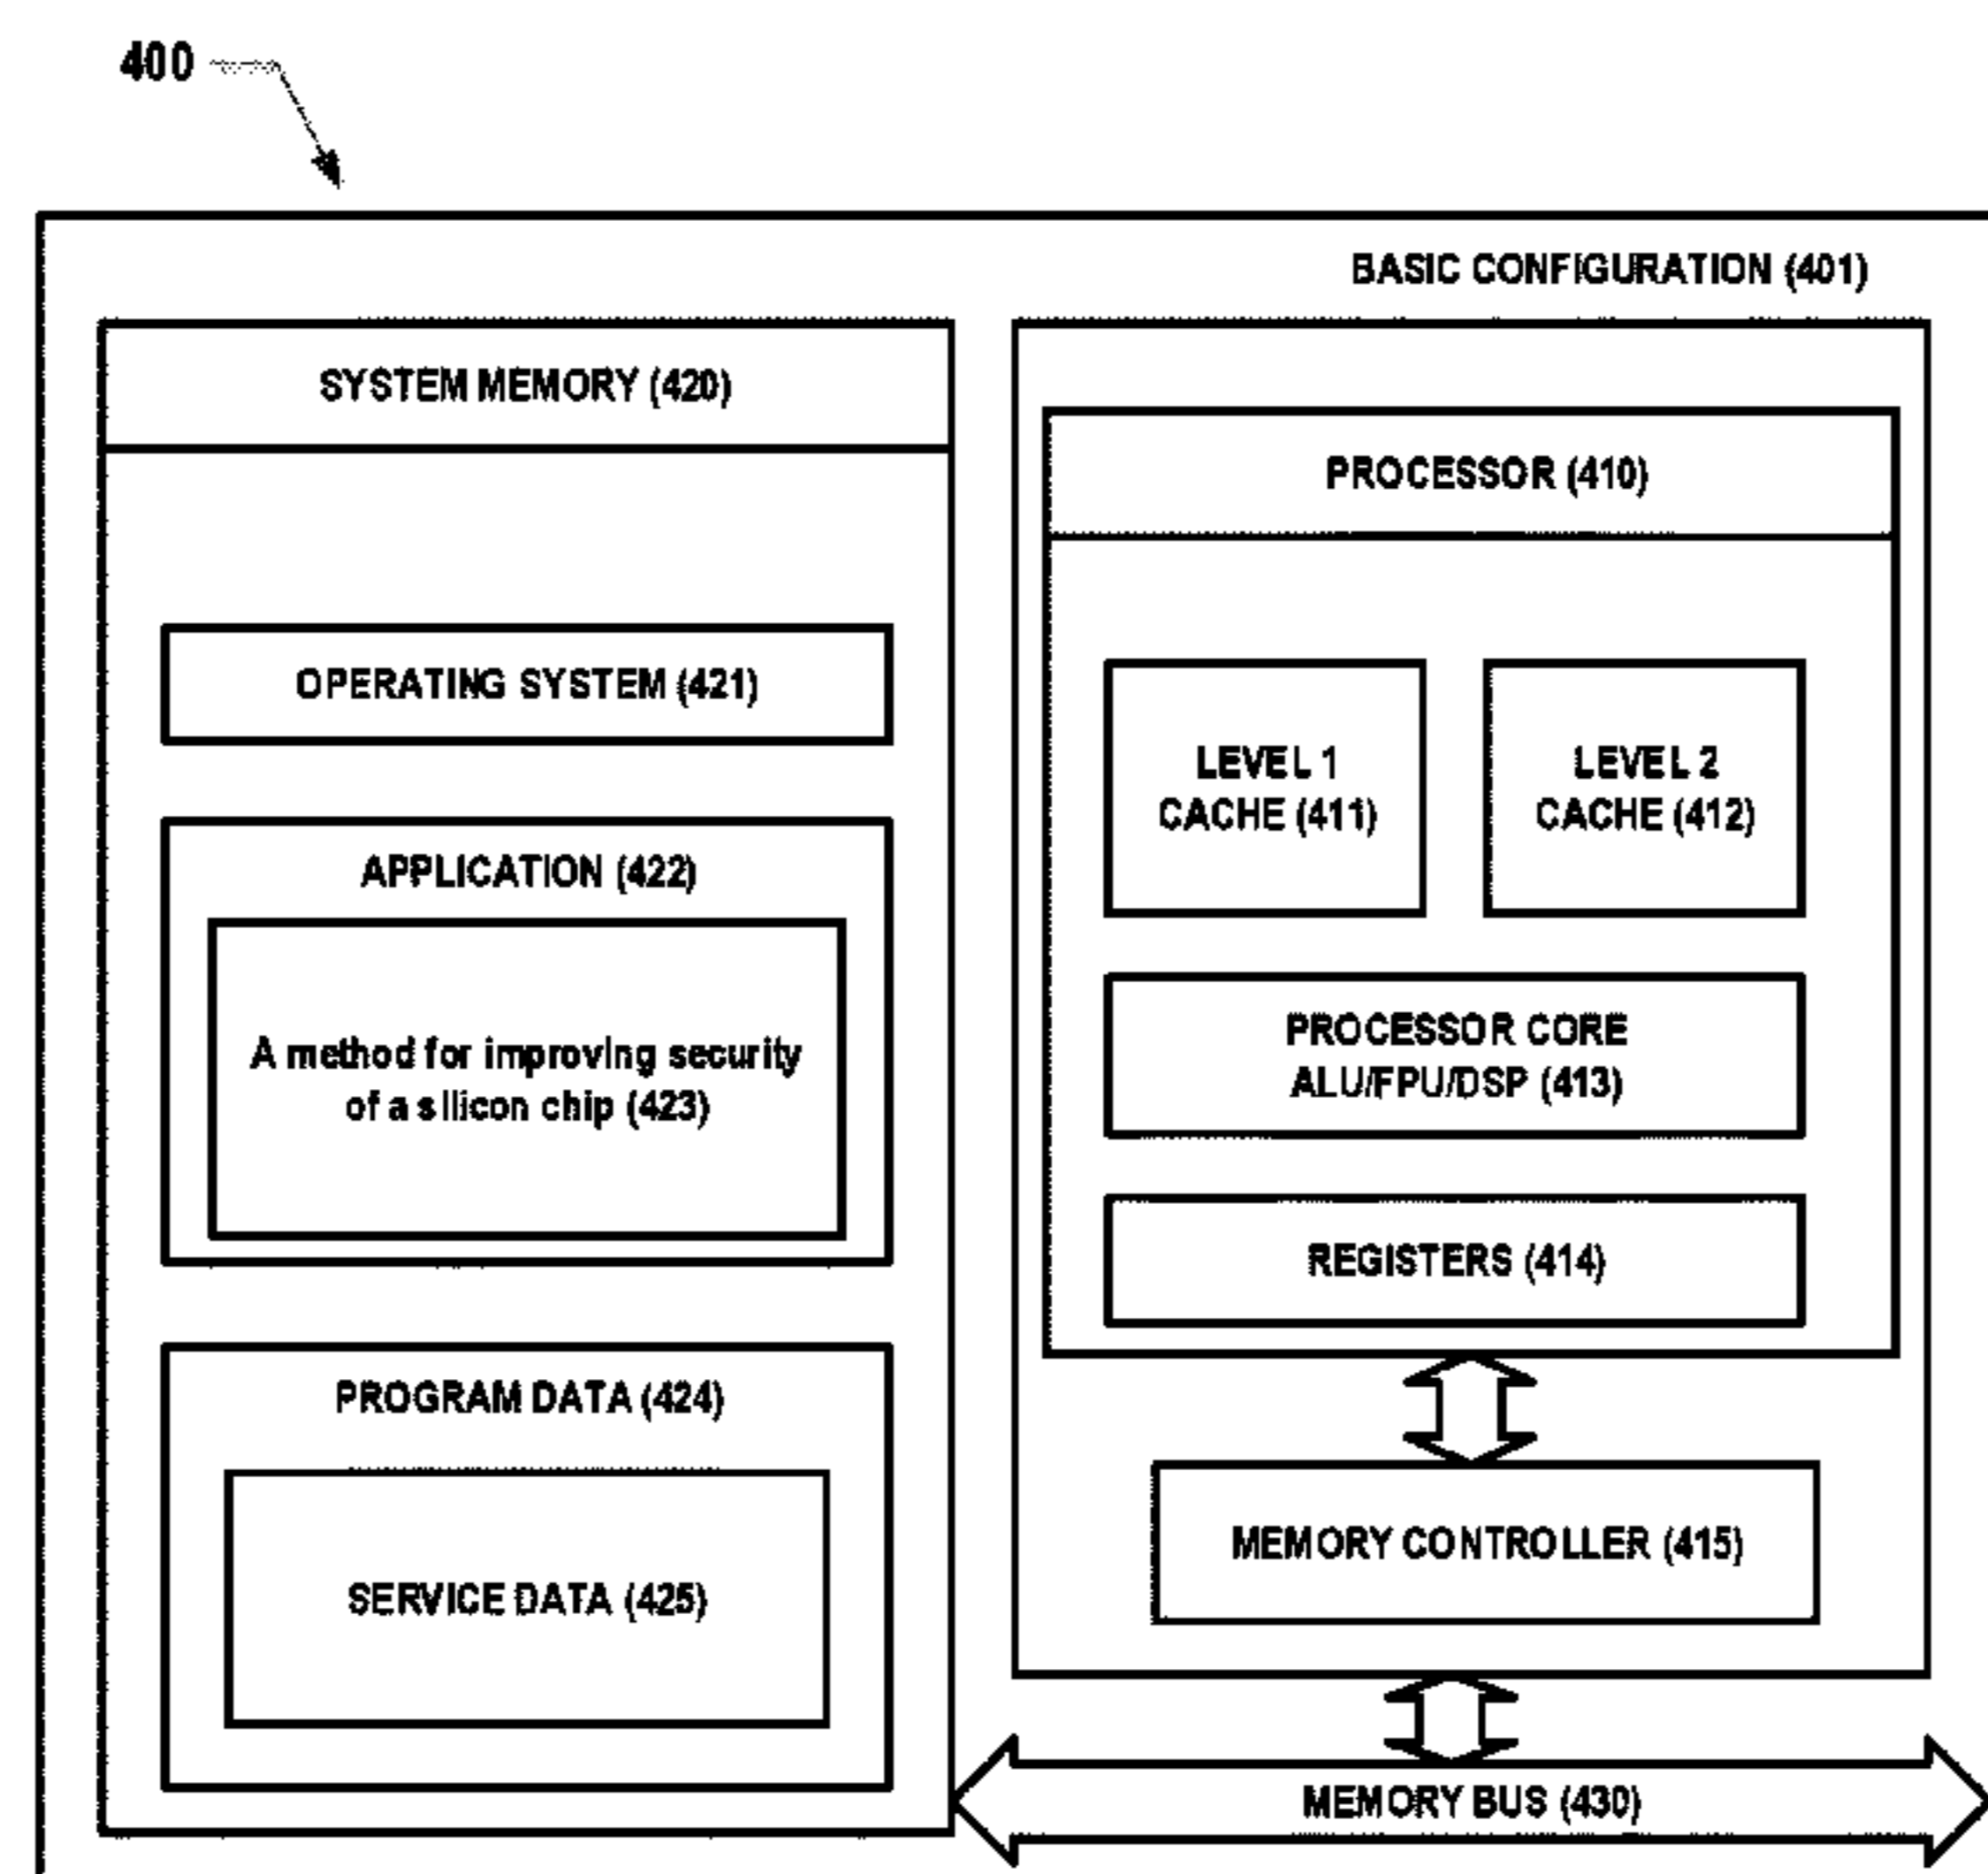 400
BASIC CONFIGURATION (401)
SYSTEM MEMORY (420)
OPERATING SYSTEM (421)
APPLICATION (422)
A method for improving security
of a silicon chip (423)
PROGRAM DATA (424)
SERVICE DATA (425)
PROCESSOR (410)
LEVEL 1
CACHE (411)
LEVEL 2
CACHE (412)
PROCESSOR CORE
ALU/FPU/DSP (413)
REGISTERS (414)
MEMORY CONTROLLER (415)
MEMORY BUS (430)